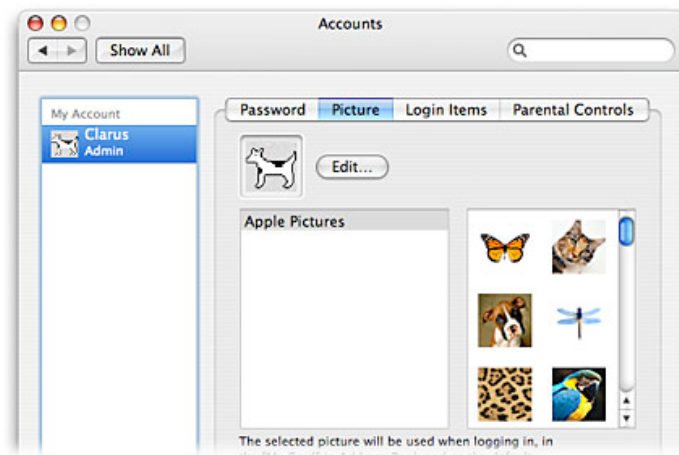 Accounts
Show All
My Account
Clarus
Admin
Password Picture Login Items Parental Controls
Edit...
Apple Pictures
The selected picture will be used when logging in, in